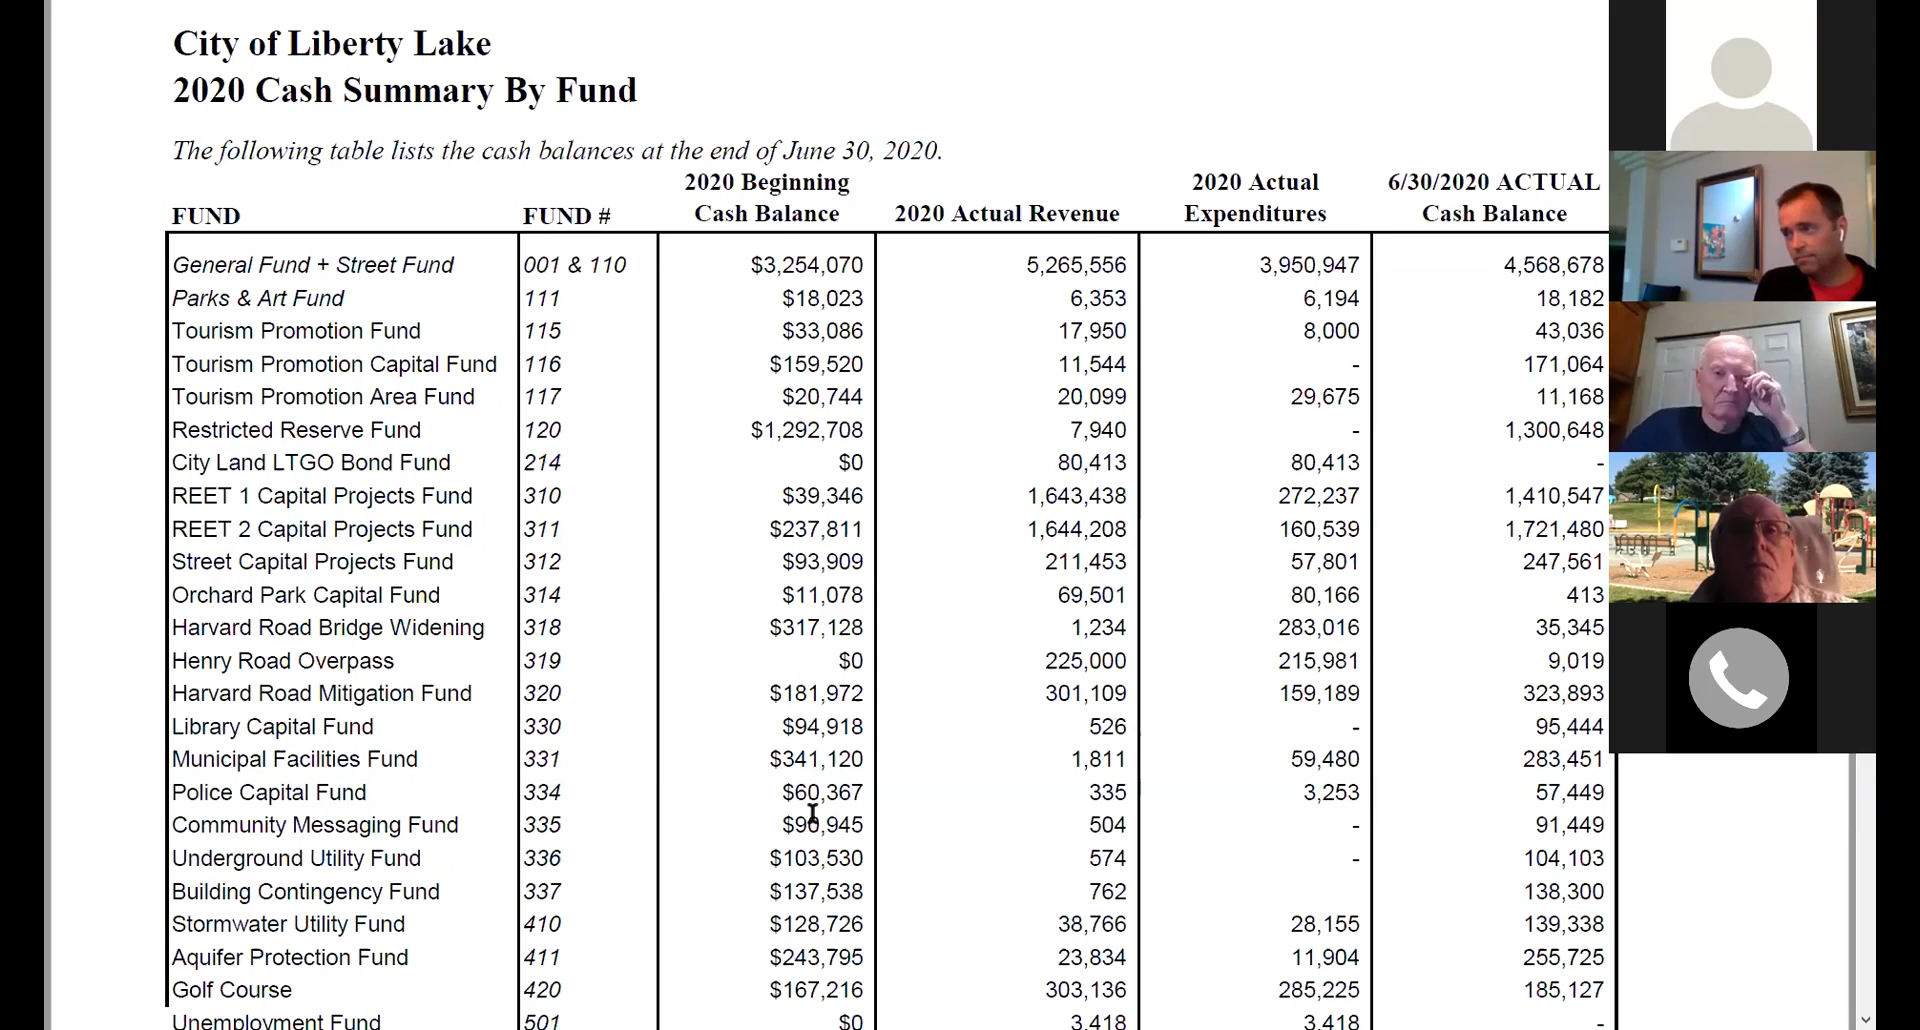 City of Liberty Lake
2020 Cash Summary By Fund
The following table lists the cash balances at the end of June 30, 2020.
2020 Beginning 2020 Actual 6/30/2020 ACTUAL
FUND FUND # Cash Balance 2020 Actual Revenue Expenditures Cash Balance
General Fund + Street Fund 001 & 110 $3,254,070 5,265,556 3,950,947 4,568,678
Parks & Art Fund 111 $18,023 6,353 6,194 18,182
Tourism Promotion Fund 115 $33,086 17,950 8,000 43,036
Tourism Promotion Capital Fund 116 $159,520 11,544 - 171,064
Tourism Promotion Area Fund 117 $20,744 20,099 29,675 11,168
Restricted Reserve Fund 120 $1,292,708 7,940 - 1,300,648
City Land LTGO Bond Fund 214 $0 80,413 80,413 -
REET 1 Capital Projects Fund 310 $39,346 1,643,438 272,237 1,410,547
REET 2 Capital Projects Fund 311 $237,811 1,644,208 160,539 1,721,480
Street Capital Projects Fund 312 $93,909 211,453 57,801 247,561
Orchard Park Capital Fund 314 $11,078 69,501 80,166 413
Harvard Road Bridge Widening 318 $317,128 1,234 283,016 35,345
Henry Road Overpass 319 $0 225,000 215,981 9,019
Harvard Road Mitigation Fund 320 $181,972 301,109 159,189 323,893
Library Capital Fund 330 $94,918 526 - 95,444
Municipal Facilities Fund 331 $341,120 1,811 59,480 283,451
Police Capital Fund 334 $60,367 335 3,253 57,449
Community Messaging Fund 335 $90,945 504 - 91,449
Underground Utility Fund 336 $103,530 574 - 104,103
Building Contingency Fund 337 $137,538 762 138,300
Stormwater Utility Fund 410 $128,726 38,766 28,155 139,338
Aquifer Protection Fund 411 $243,795 23,834 11,904 255,725
Golf Course 420 $167,216 303,136 285,225 185,127
Unemployment Fund 501 $0 3,418 3,418 -